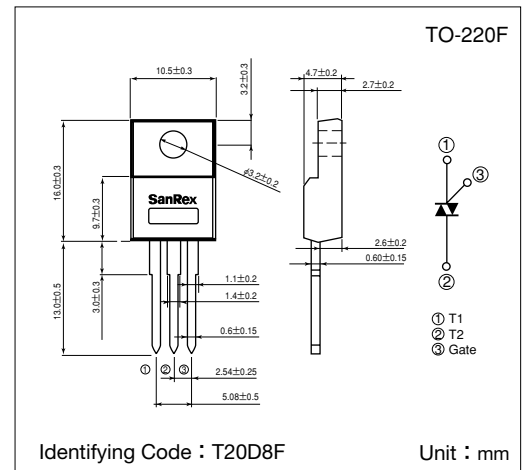 TO-220F
10.5±0.3
3.2±0.3
4.7±0.2
2.7±0.2
16.0±0.3
9.7±0.3
φ3.2±0.2
SanRex
①
③
②
13.0±0.5
3.0±0.3
1.1±0.2
1.4±0.2
0.6±0.15
2.6±0.2
0.60±0.15
① ② ③
2.54±0.25
5.08±0.5
① T1
② T2
③ Gate
Identifying Code：T20D8F
Unit：mm